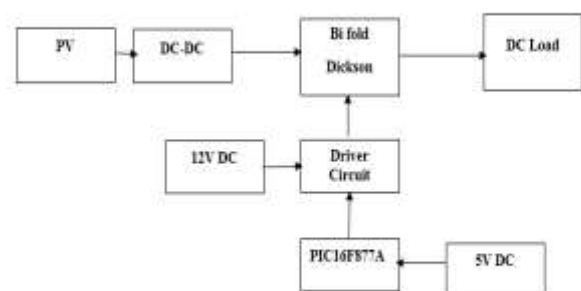 PV
DC-DC
Bi fold
Dickson
DC Load
12V DC
Driver
Circuit
PIC16F877A
5V DC